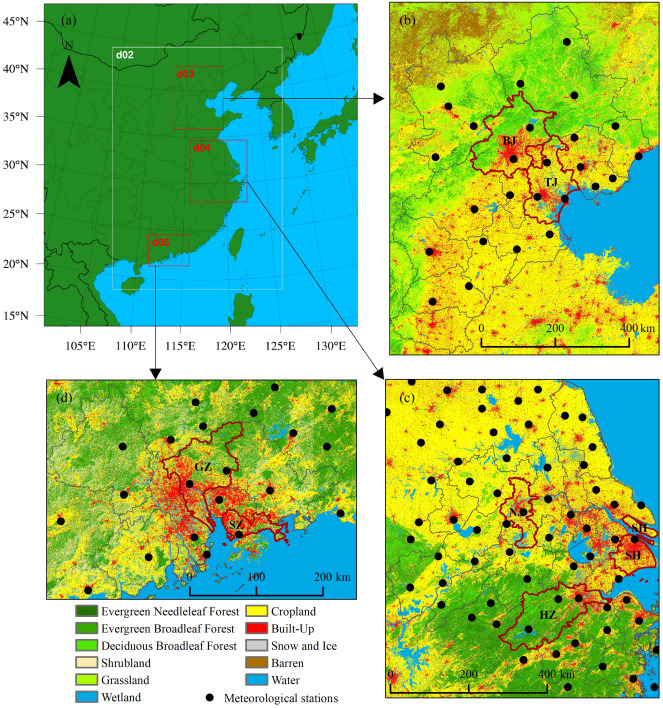 (a)
N
d02
d03
d04
d05
45°N
40°N
35°N
30°N
25°N
20°N
15°N
105°E 110°E 115°E 120°E 125°E 130°E
(b)
BJ
TJ
0 200 400 km
(d)
GZ
SZ
0 100 200 km
(c)
NJ
SH
SH
HZ
0 200 400 km
Evergreen Needleleaf Forest
Evergreen Broadleaf Forest
Deciduous Broadleaf Forest
Shrubland
Grassland
Wetland
Cropland
Built-Up
Snow and Ice
Barren
Water
Meteorological stations